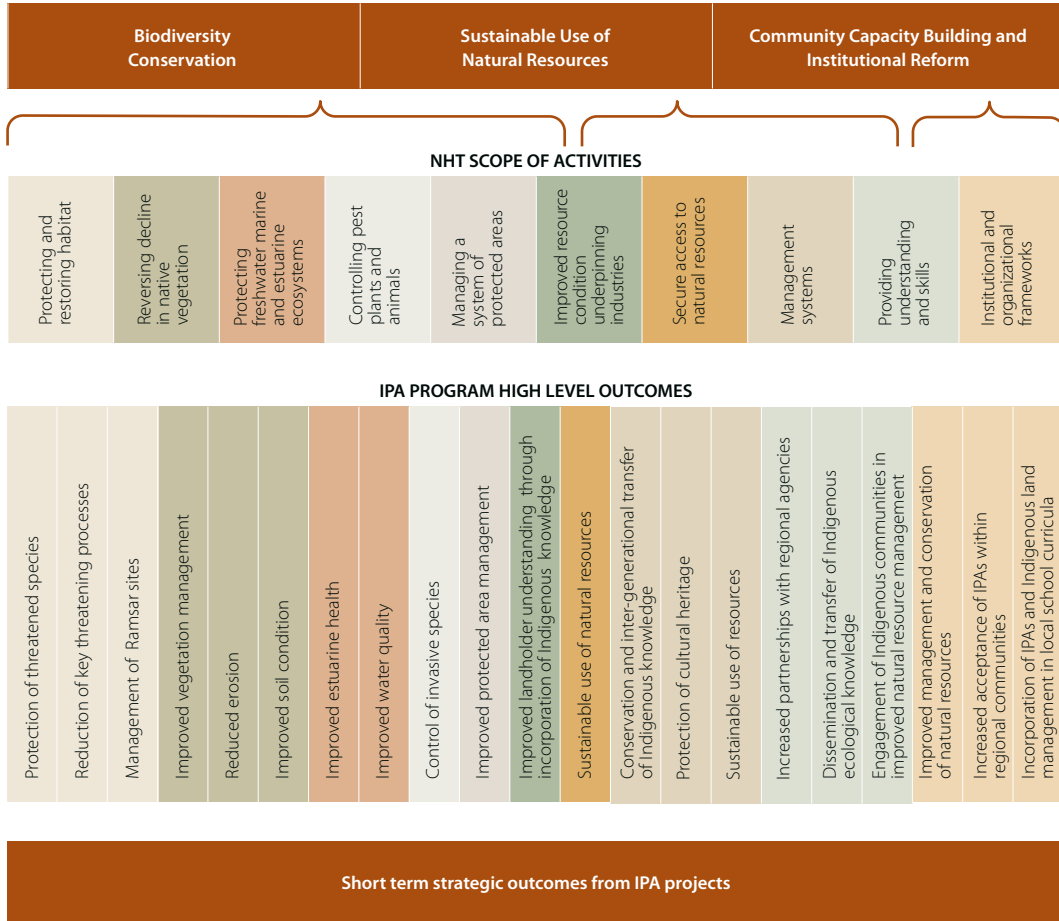 Biodiversity
Conservation
Sustainable Use of
Natural Resources
Community Capacity Building and
Institutional Reform
NHT SCOPE OF ACTIVITIES
Protecting and
restoring habitat
Reversing decline
in native
vegetation
Protecting
freshwater marine
and estuarine
ecosystems
Controlling pest
plants and
animals
Managing a
system of
protected areas
Improved resource
condition
underpinning
industries
Secure access to
natural resources
Management
systems
Providing
understanding
and skills
Institutional and
organizational
frameworks
IPA PROGRAM HIGH LEVEL OUTCOMES
Protection of threatened species
Reduction of key threatening processes
Management of Ramsar sites
Improved vegetation management
Reduced erosion
Improved soil condition
Improved estuarine health
Improved water quality
Control of invasive species
Improved protected area management
Improved landholder understanding through
incorporation of Indigenous knowledge
Sustainable use of natural resources
Conservation and inter-generational transfer
of Indigenous knowledge
Protection of cultural heritage
Sustainable use of resources
Increased partnerships with regional agencies
Dissemination and transfer of Indigenous
ecological knowledge
Engagement of Indigenous communities in
improved natural resource management
Improved management and conservation
of natural resources
Increased acceptance of IPAs within
regional communities
Incorporation of IPAs and Indigenous land
management in local school curricula
Short term strategic outcomes from IPA projects